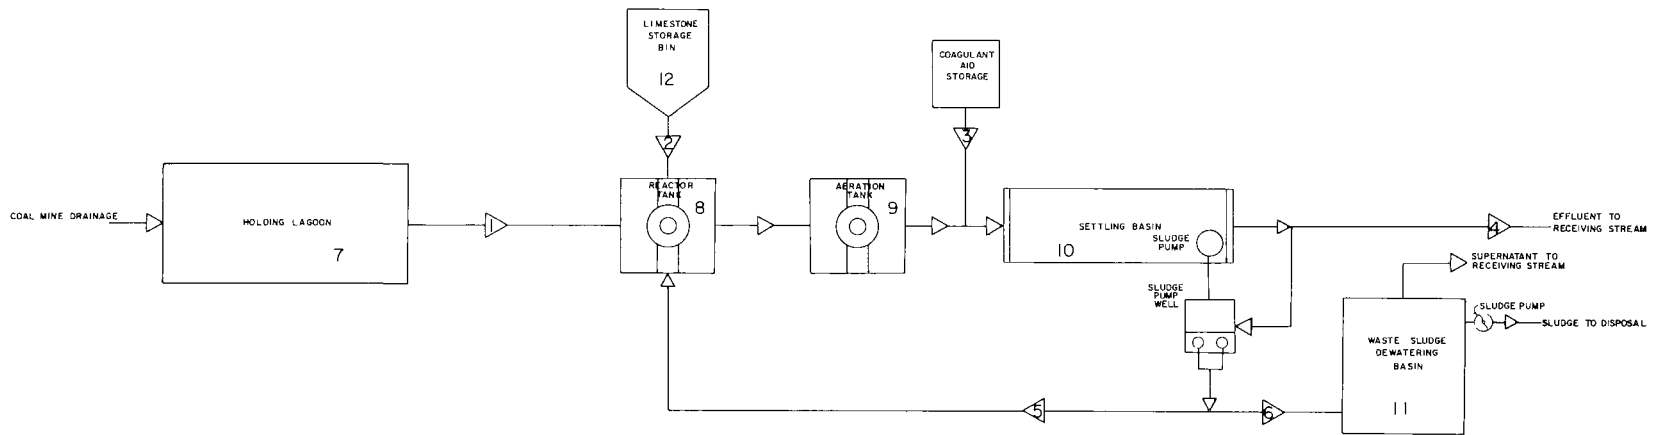 LIMESTONE
STORAGE
BIN
12
COAGULANT
AID
STORAGE
2
3
COAL MINE DRAINAGE
HOLDING LAGOON
7
1
REACTOR
TANK
8
AERATION
TANK
9
SETTLING BASIN
10
SLUDGE
PUMP
4
EFFLUENT TO
RECEIVING STREAM
SUPERNATANT TO
RECEIVING STREAM
SLUDGE
PUMP
WELL
SLUDGE PUMP
SLUDGE TO DISPOSAL
WASTE SLUDGE
DEWATERING
BASIN
11
5
6